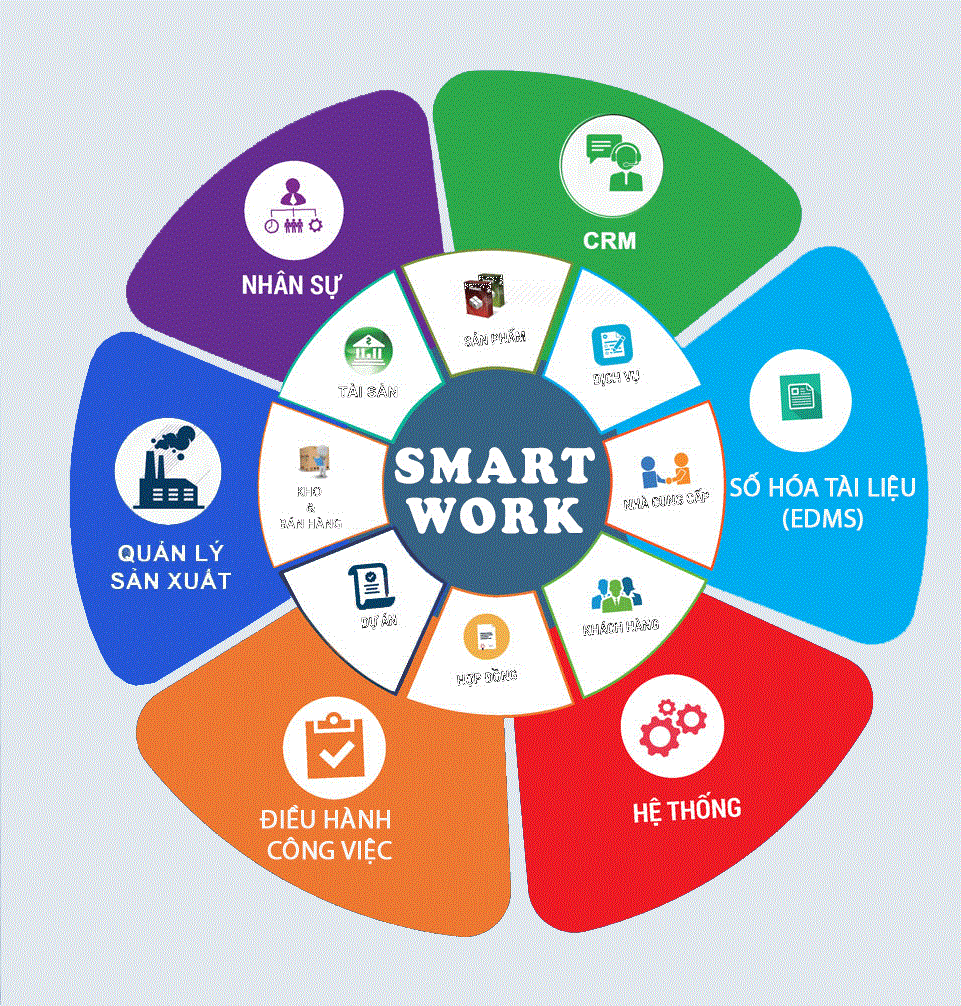 CRM
NHÂN SỰ
SẢN PHẨM
DỊCH VỤ
TÀI SẢN
SMART
WORK
NHÀ CUNG CẤP
SỐ HÓA TÀI LIỆU
(EDMS)
KHO
&
BÁN HÀNG
QUẢN LÝ
SẢN XUẤT
DỰ ÁN
KHÁCH HÀNG
HỢP ĐỒNG
HỆ THỐNG
ĐIỀU HÀNH
CÔNG VIỆC